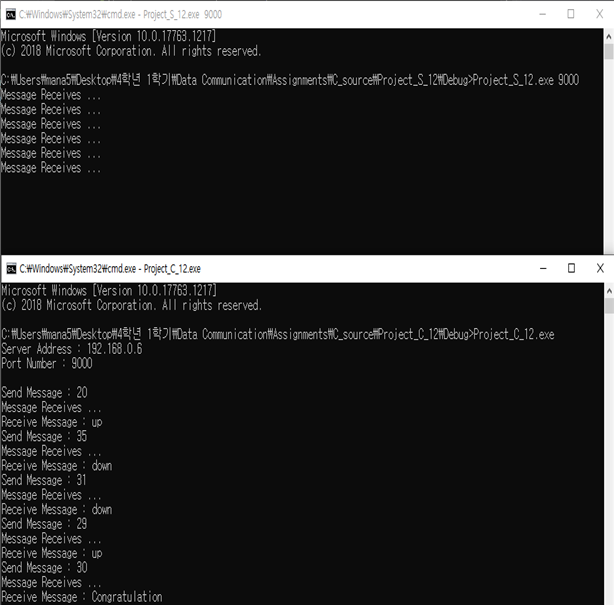 C:\Windows\System32\cmd.exe - Project_S_12.exe 9000
Microsoft Windows [Version 10.0.17763.1217]
(c) 2018 Microsoft Corporation. All rights reserved.
C:₩Users₩mana5₩Desktop₩4학년 1학기₩Data Communication₩Assignments₩C_source₩Project_S_12₩Debug>Project_S_12.exe 9000
Message Receives ...
Message Receives ...
Message Receives ...
Message Receives ...
Message Receives ...
Message Receives ...
C:₩Windows₩System32₩cmd.exe - Project_C_12.exe
Microsoft Windows [Version 10.0.17763.1217]
(c) 2018 Microsoft Corporation. All rights reserved.
C:₩Users₩mana5₩Desktop₩4학년 1학기₩Data Communication₩Assignments₩C_source₩Project_C_12₩Debug>Project_C_12.exe
Server Address : 192.168.0.6
Port Number : 9000
Send Message : 20
Message Receives ...
Receive Message : up
Send Message : 35
Message Receives ...
Receive Message : down
Send Message : 31
Message Receives ...
Receive Message : down
Send Message : 29
Message Receives ...
Receive Message : up
Send Message : 30
Message Receives ...
Receive Message : Congratulation